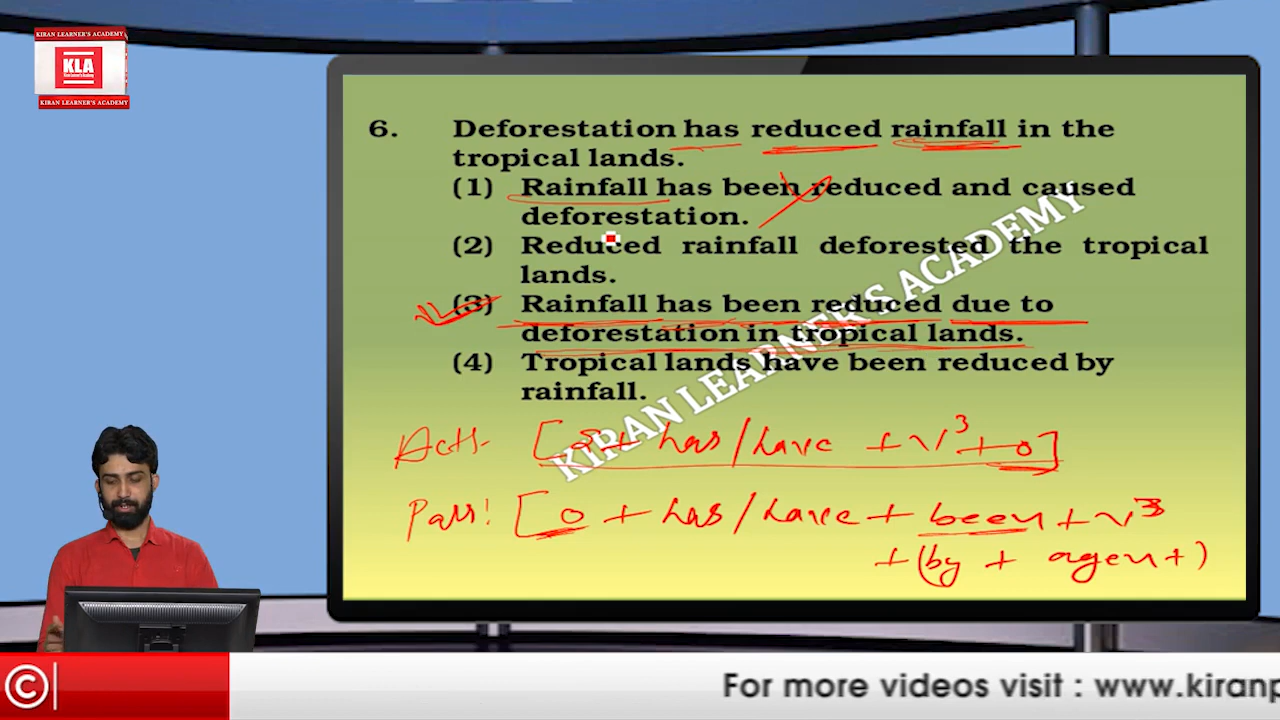 KIRAN LEARNER'S ACADEMY
KLA
Kiran Learner's Academy
KIRAN LEARNER'S ACADEMY
6. Deforestation has reduced rainfall in the
tropical lands.
(1) Rainfall has been reduced and caused
deforestation.
(2) Reduced rainfall deforested the tropical
lands.
(3) Rainfall has been reduced due to
deforestation in tropical lands.
(4) Tropical lands have been reduced by
rainfall.
KIRAN LEARNER'S ACADEMY
[S + has/have + v3 + o]
Pass: [o + has/have + been + v3
+ (by + agent)
©
For more videos visit : www.kiranp